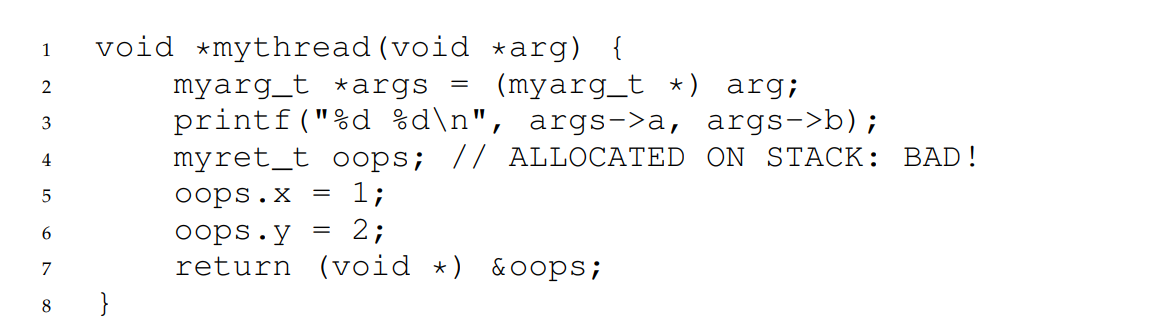 1 void *mythread(void *arg) {
2 myarg_t *args = (myarg_t *) arg;
3 printf("%d %d\n", args->a, args->b);
4 myret_t oops; // ALLOCATED ON STACK: BAD!
5 oops.x = 1;
6 oops.y = 2;
7 return (void *) &oops;
8 }